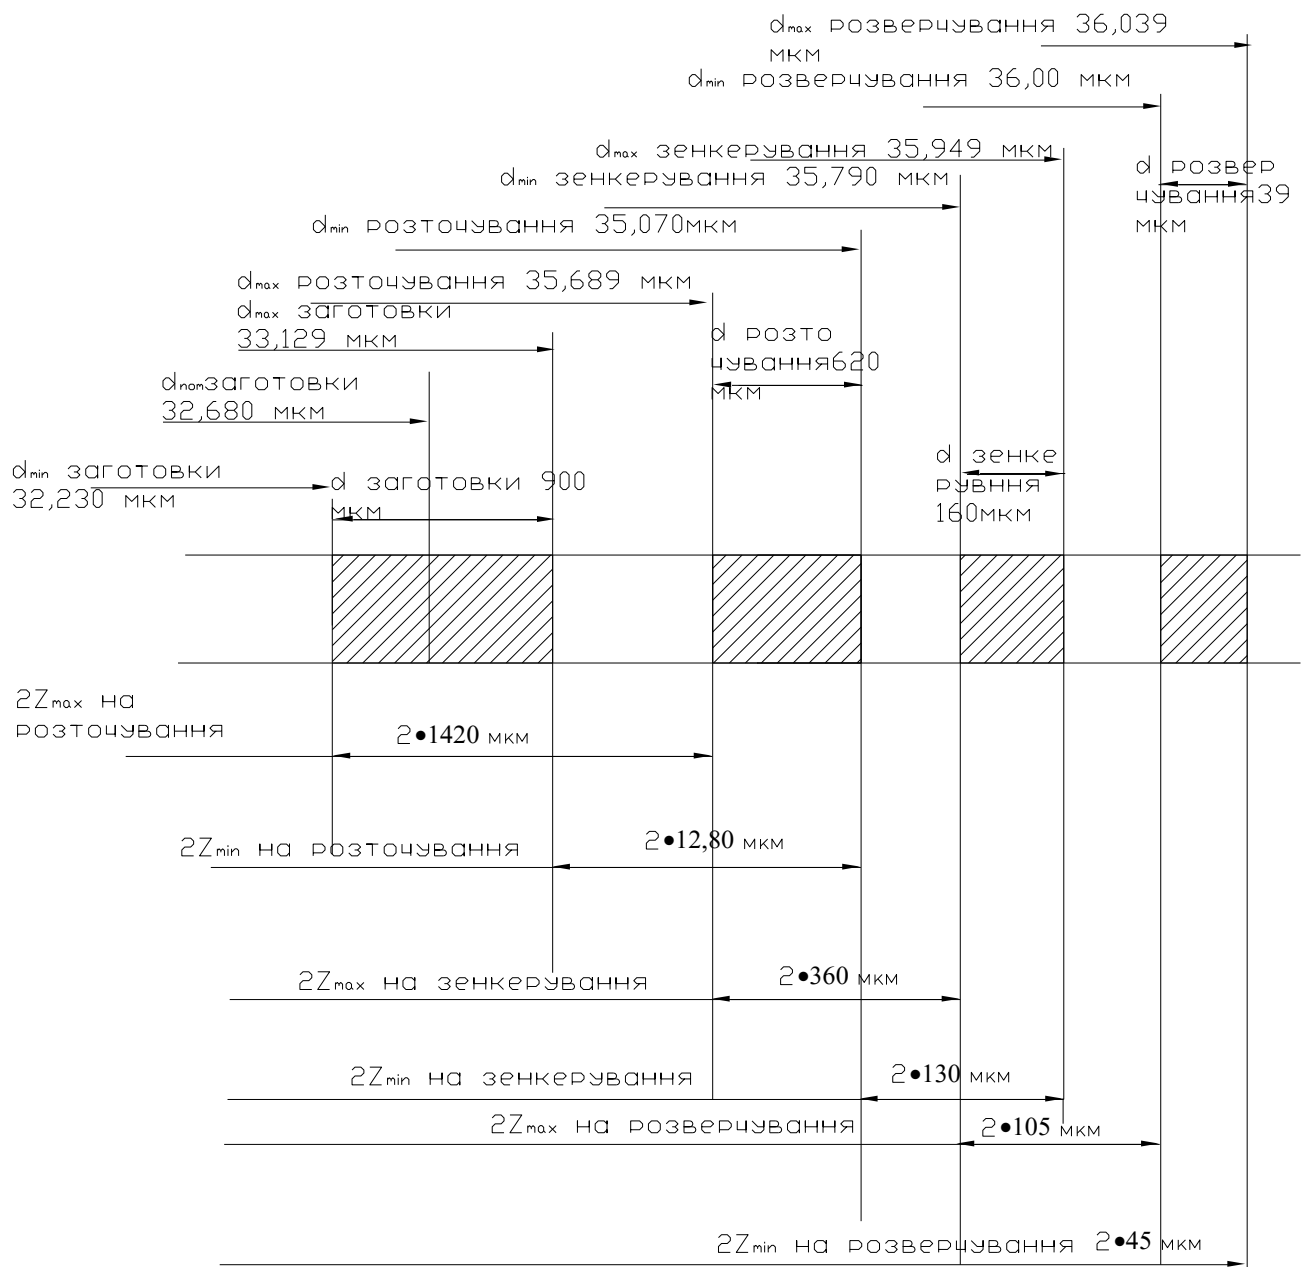 dmax розверчування 36,039
мкм
dmin розверчування 36,00 мкм
dmax зенкерування 35,949 мкм
dmin зенкерування 35,790 мкм
d розвер
чування39
мкм
dmin розточування 35,070мкм
dmax розточування 35,689 мкм
dmax заготовки
33,129 мкм
d розто
чування620
мкм
dnomзаготовки
32,680 мкм
dmin заготовки
32,230 мкм
d заготовки 900
мкм
d зенке
рувння
160мкм
2Zmax на
розточування
2•1420 мкм
2Zmin на розточування
2•12,80 мкм
2Zmax на зенкерування
2•360 мкм
2Zmin на зенкерування
2•130 мкм
2Zmax на розверчування
2•105 мкм
2Zmin на розверчування 2•45 мкм